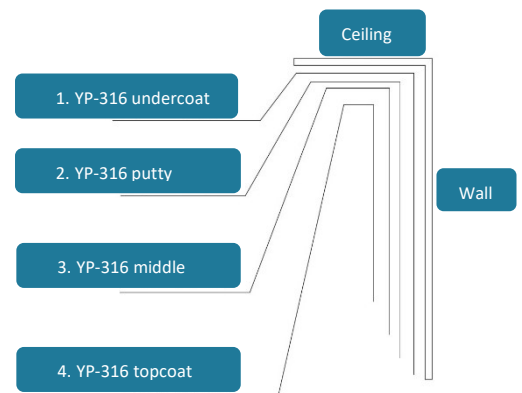 Ceiling
1. YP-316 undercoat
2. YP-316 putty
Wall
3. YP-316 middle
4. YP-316 topcoat